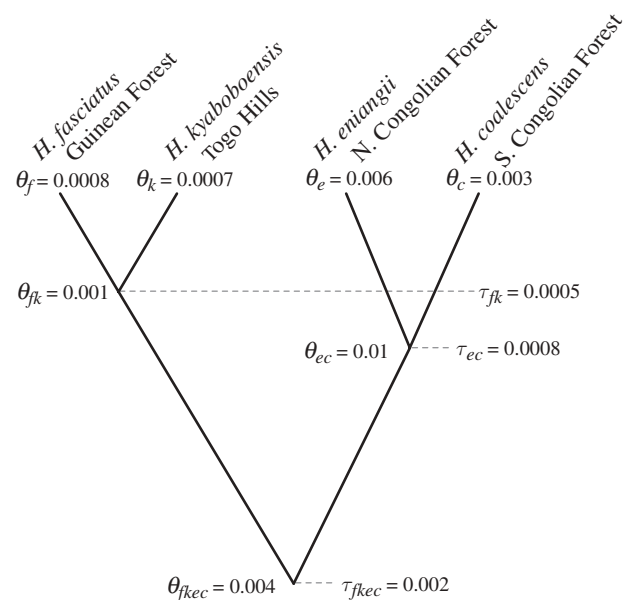 H. fasciatus
Guinean Forest
H. kyaboboensis
Togo Hills
H. eniangii
N. Congolian Forest
H. coalescens
S. Congolian Forest
θf = 0.0008
θk = 0.0007
θe = 0.006
θc = 0.003
θfk = 0.001
τfk = 0.0005
θec = 0.01
τec = 0.0008
θfkec = 0.004
τfkec = 0.002